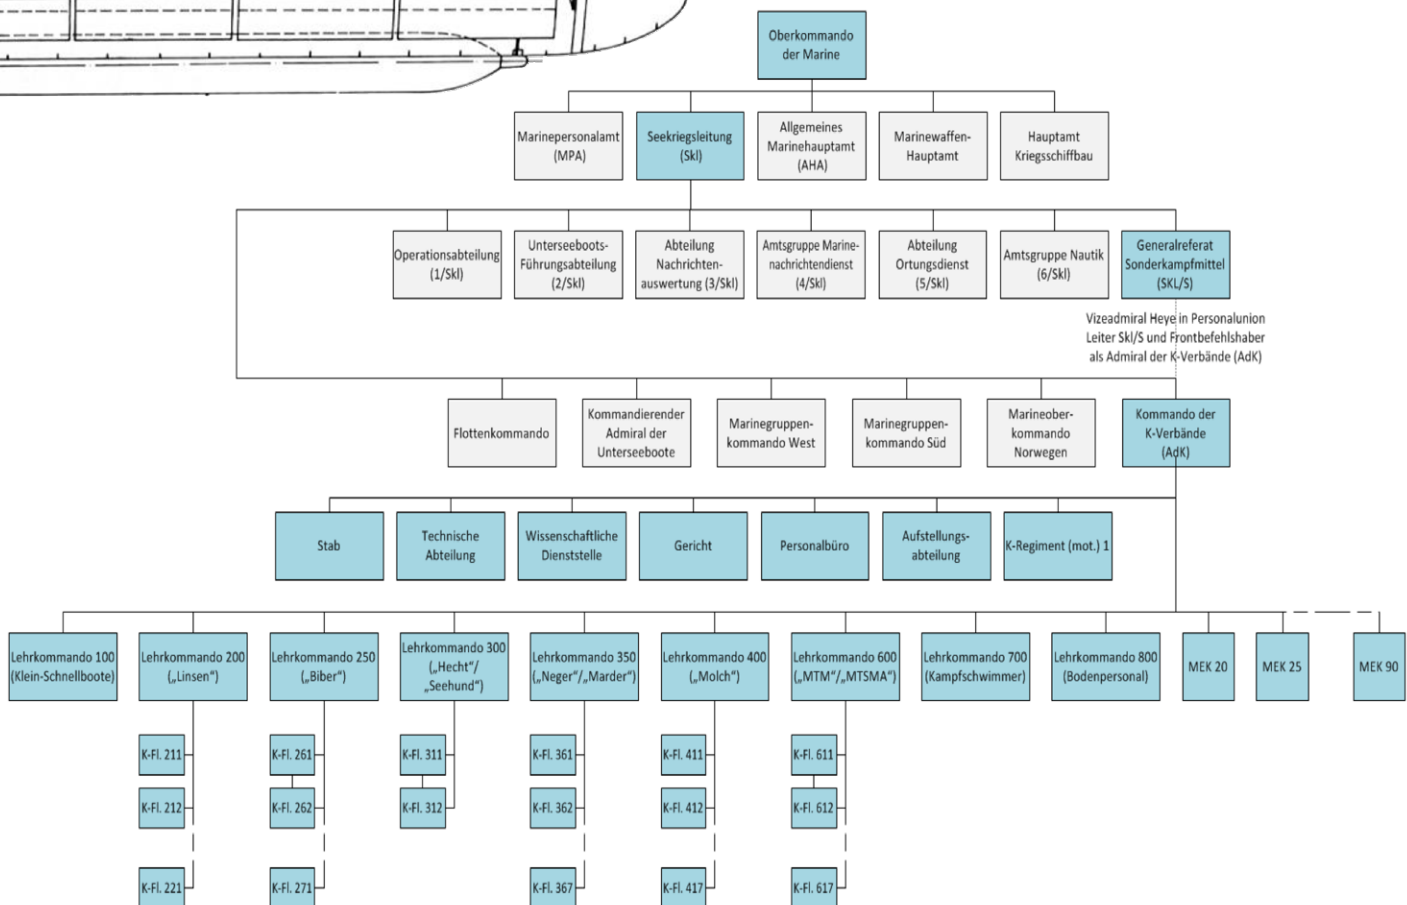 Oberkommando
der Marine
Marinepersonalamt
(MPA)
Seekriegsleitung
(Skl)
Allgemeines
Marinehauptamt
(AHA)
Marinewaffen-
Hauptamt
Hauptamt
Kriegsschiffbau
Operationsabteilung
(1/Skl)
Unterseeboots-
Führungsabteilung
(2/Skl)
Abteilung
Nachrichten-
auswertung (3/Skl)
Amtsgruppe Marine-
nachrichtendienst
(4/Skl)
Abteilung
Ortungsdienst
(5/Skl)
Amtsgruppe Nautik
(6/Skl)
Generalreferat
Sonderkampfmittel
(SKL/S)
Vizeadmiral Heye in Personalunion
Leiter Skl/S und Frontbefehlshaber
als Admiral der K-Verbände (AdK)
Flottenkommando
Kommandierender
Admiral der
Unterseeboote
Marinegruppen-
kommando West
Marinegruppen-
kommando Süd
Marineober-
kommando
Norwegen
Kommando der
K-Verbände
(AdK)
Stab
Technische
Abteilung
Wissenschaftliche
Dienststelle
Gericht
Personalbüro
Aufstellungs-
abteilung
K-Regiment (mot.) 1
Lehrkommando 100
(Klein-Schnellboote)
Lehrkommando 200
(„Linsen“)
Lehrkommando 250
(„Biber“)
Lehrkommando 300
(„Hecht“/
„Seehund“)
Lehrkommando 350
(„Neger“/„Marder“)
Lehrkommando 400
(„Molch“)
Lehrkommando 600
(„MTM“/„MTSMA“)
Lehrkommando 700
(Kampfschwimmer)
Lehrkommando 800
(Bodenpersonal)
MEK 20
MEK 25
MEK 90
K-Fl. 211
K-Fl. 261
K-Fl. 311
K-Fl. 361
K-Fl. 411
K-Fl. 611
K-Fl. 212
K-Fl. 262
K-Fl. 312
K-Fl. 362
K-Fl. 412
K-Fl. 612
K-Fl. 221
K-Fl. 271
K-Fl. 367
K-Fl. 417
K-Fl. 617